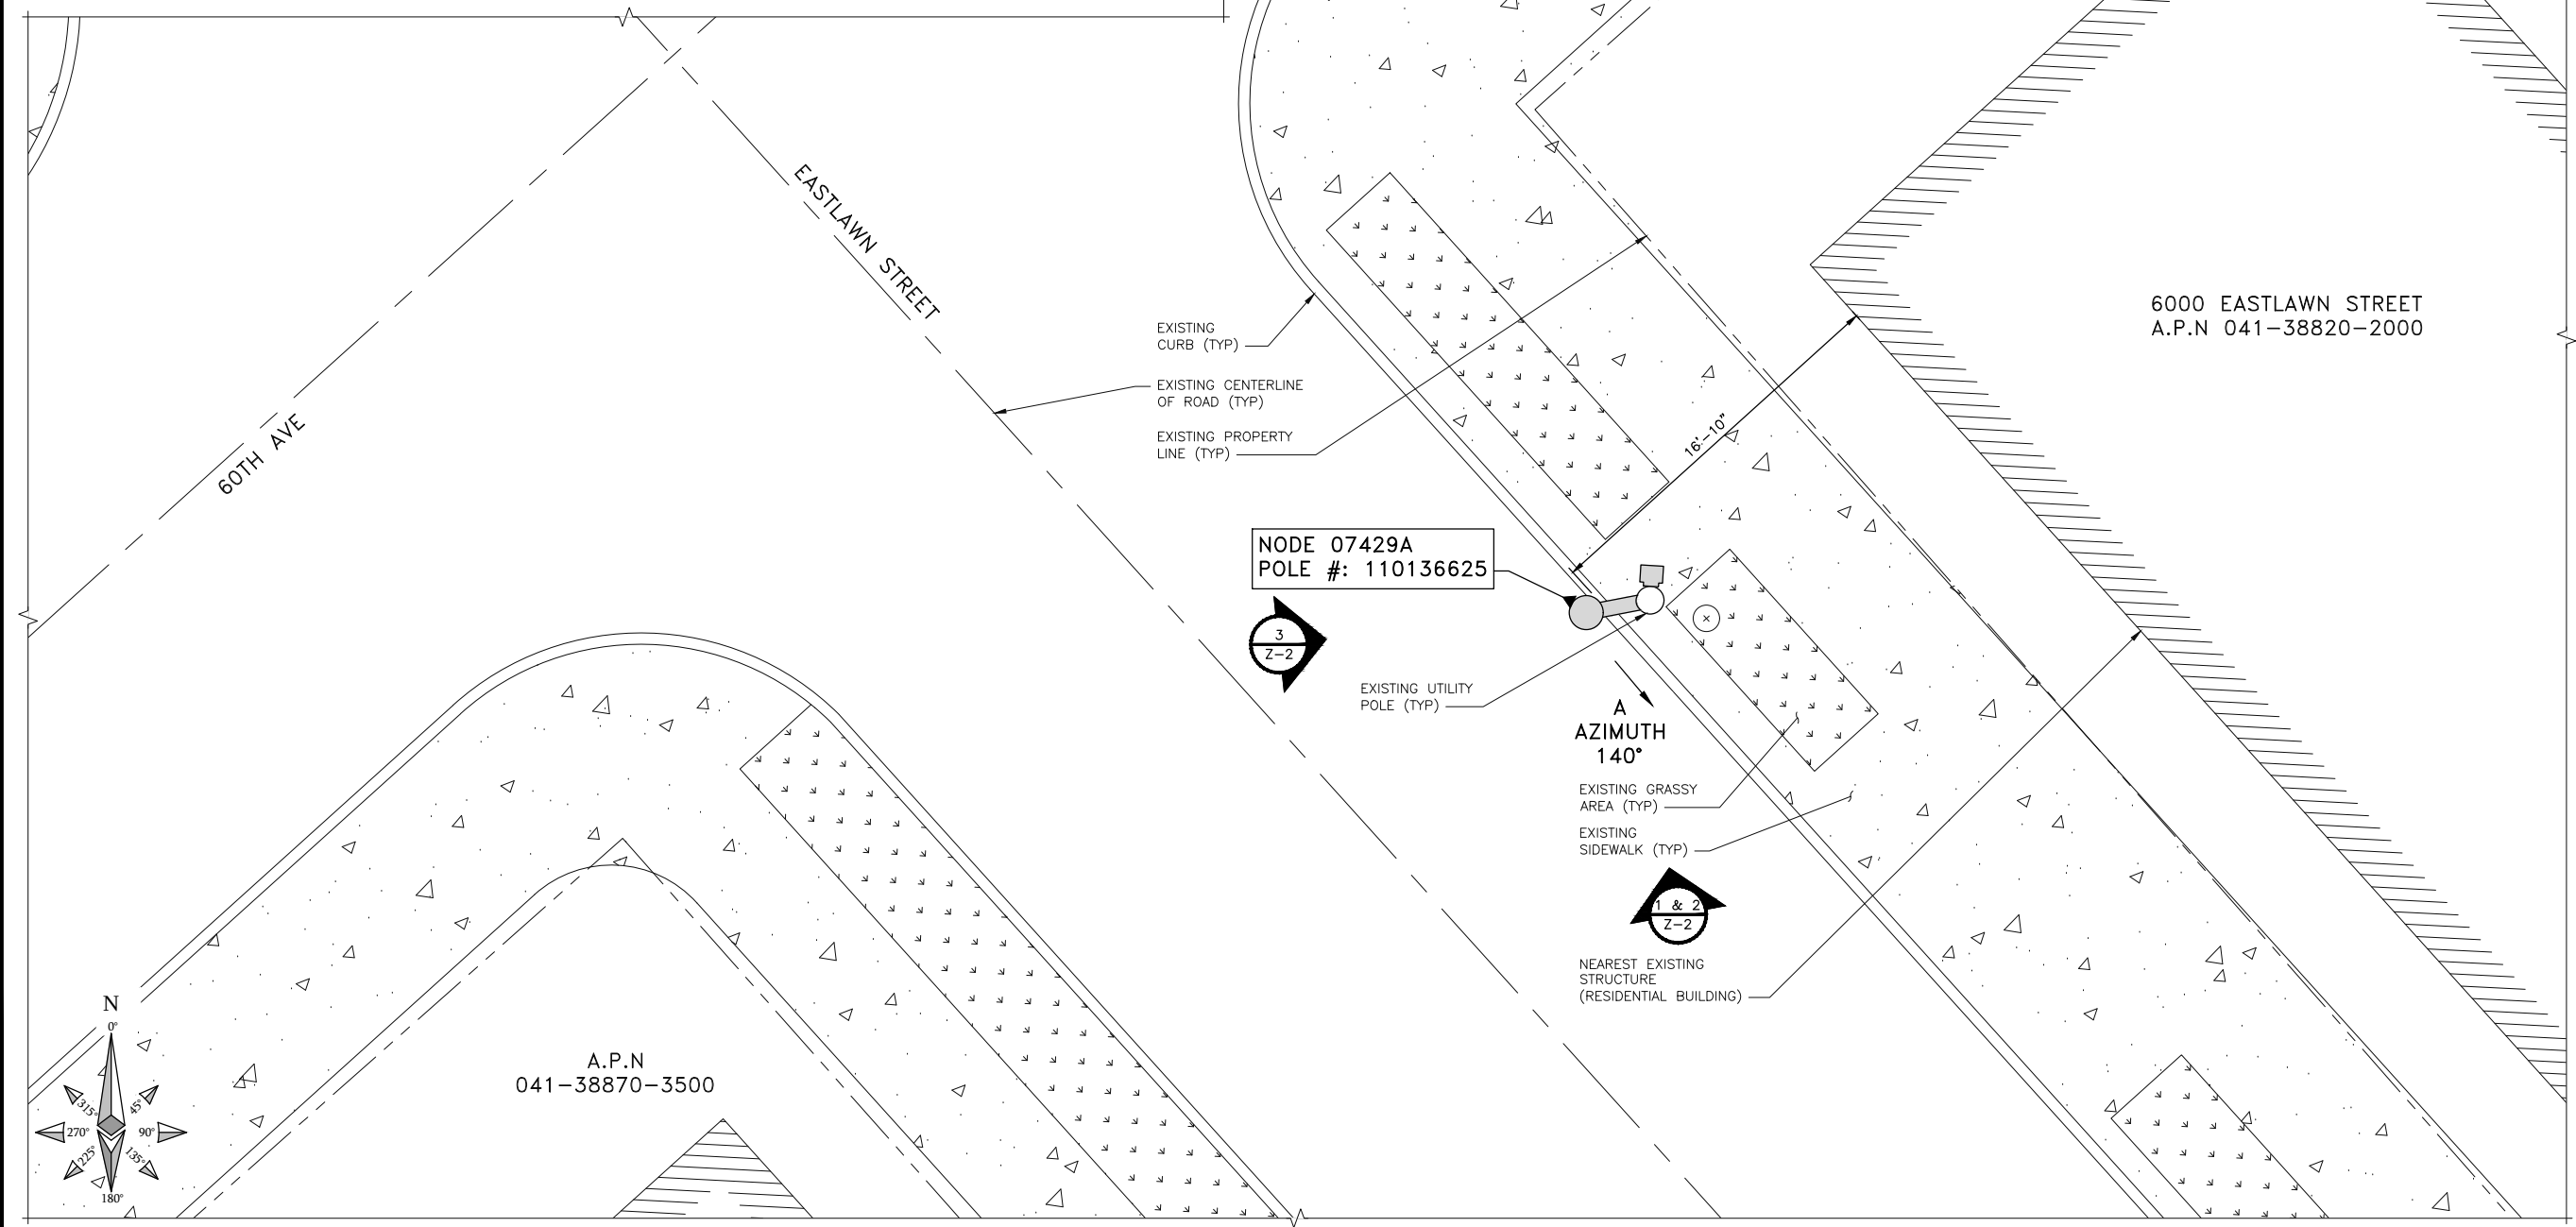 EASTLAWN STREET
60TH AVE
EXISTING
CURB (TYP)
EXISTING CENTERLINE
OF ROAD (TYP)
EXISTING PROPERTY
LINE (TYP)
16'-10"
6000 EASTLAWN STREET
A.P.N 041-38820-2000
NODE 07429A
POLE #: 110136625
3
Z-2
EXISTING UTILITY
POLE (TYP)
A
AZIMUTH
140°
EXISTING GRASSY
AREA (TYP)
EXISTING
SIDEWALK (TYP)
1 & 2
Z-2
NEAREST EXISTING
STRUCTURE
(RESIDENTIAL BUILDING)
A.P.N
041-38870-3500
N
0°
315°
45°
270°
90°
225°
135°
180°